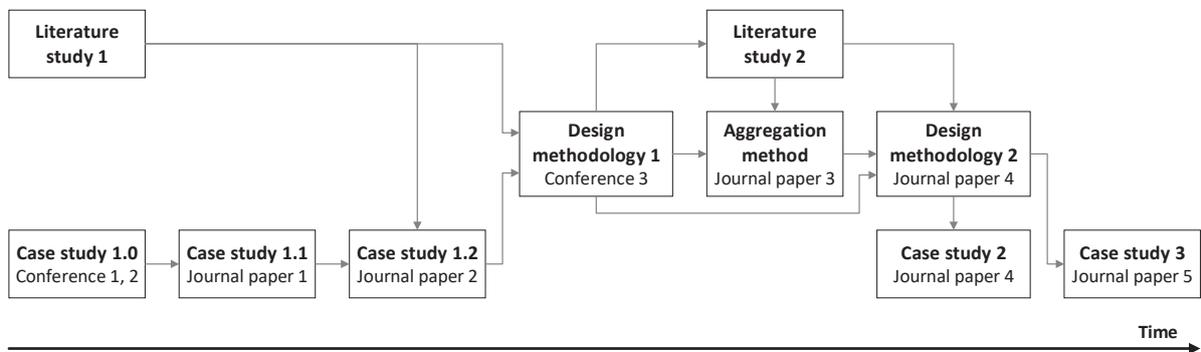 Literature
study 1
Literature
study 2
Design
methodology 1
Conference 3
Aggregation
method
Journal paper 3
Design
methodology 2
Journal paper 4
Case study 1.0
Conference 1, 2
Case study 1.1
Journal paper 1
Case study 1.2
Journal paper 2
Case study 2
Journal paper 4
Case study 3
Journal paper 5
Time